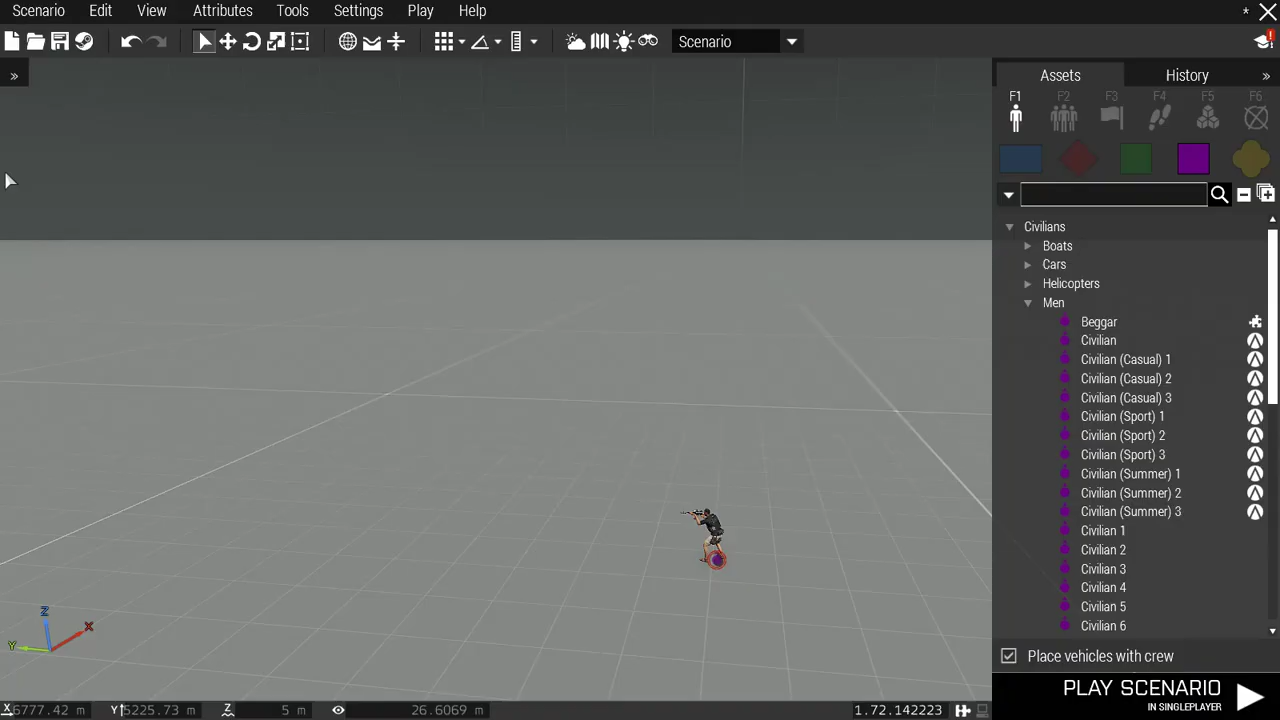 Scenario Edit View Attributes Tools Settings Play Help *
Scenario
»
Assets History »
F1 F2 F3 F4 F5 F6
Civilians
Boats
Cars
Helicopters
Men
Beggar
Civilian
Civilian (Casual) 1
Civilian (Casual) 2
Civilian (Casual) 3
Civilian (Sport) 1
Civilian (Sport) 2
Civilian (Sport) 3
Civilian (Summer) 1
Civilian (Summer) 2
Civilian (Summer) 3
Civilian 1
Civilian 2
Civilian 3
Civilian 4
Civilian 5
Civilian 6
Z
X
Y
Place vehicles with crew
PLAY SCENARIO
IN SINGLEPLAYER
X 6777.42 m Y 5225.73 m Z 5 m 26.6069 m 1.72.142223